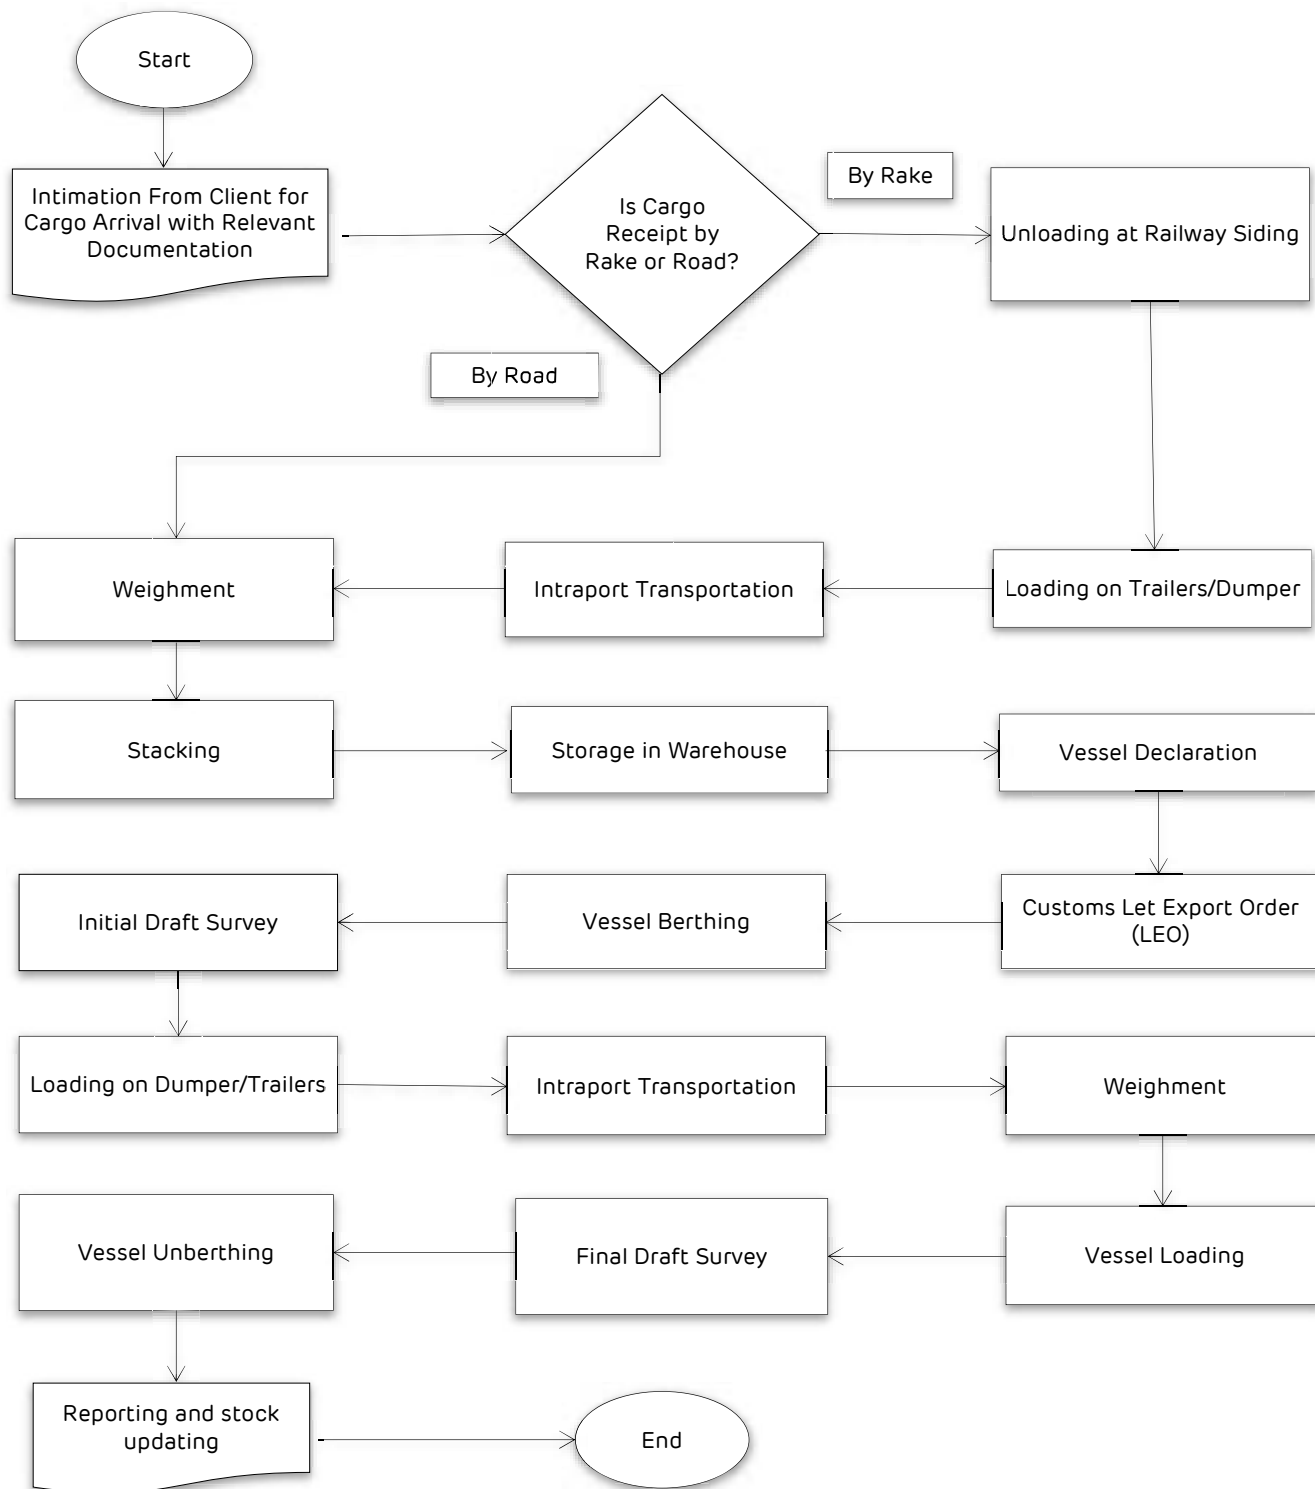 Start
Intimation From Client for
Cargo Arrival with Relevant
Documentation
Is Cargo
Receipt by
Rake or Road?
By Rake
Unloading at Railway Siding
By Road
Weighment
Intraport Transportation
Loading on Trailers/Dumper
Stacking
Storage in Warehouse
Vessel Declaration
Initial Draft Survey
Vessel Berthing
Customs Let Export Order
(LEO)
Loading on Dumper/Trailers
Intraport Transportation
Weighment
Vessel Unberthing
Final Draft Survey
Vessel Loading
Reporting and stock
updating
End